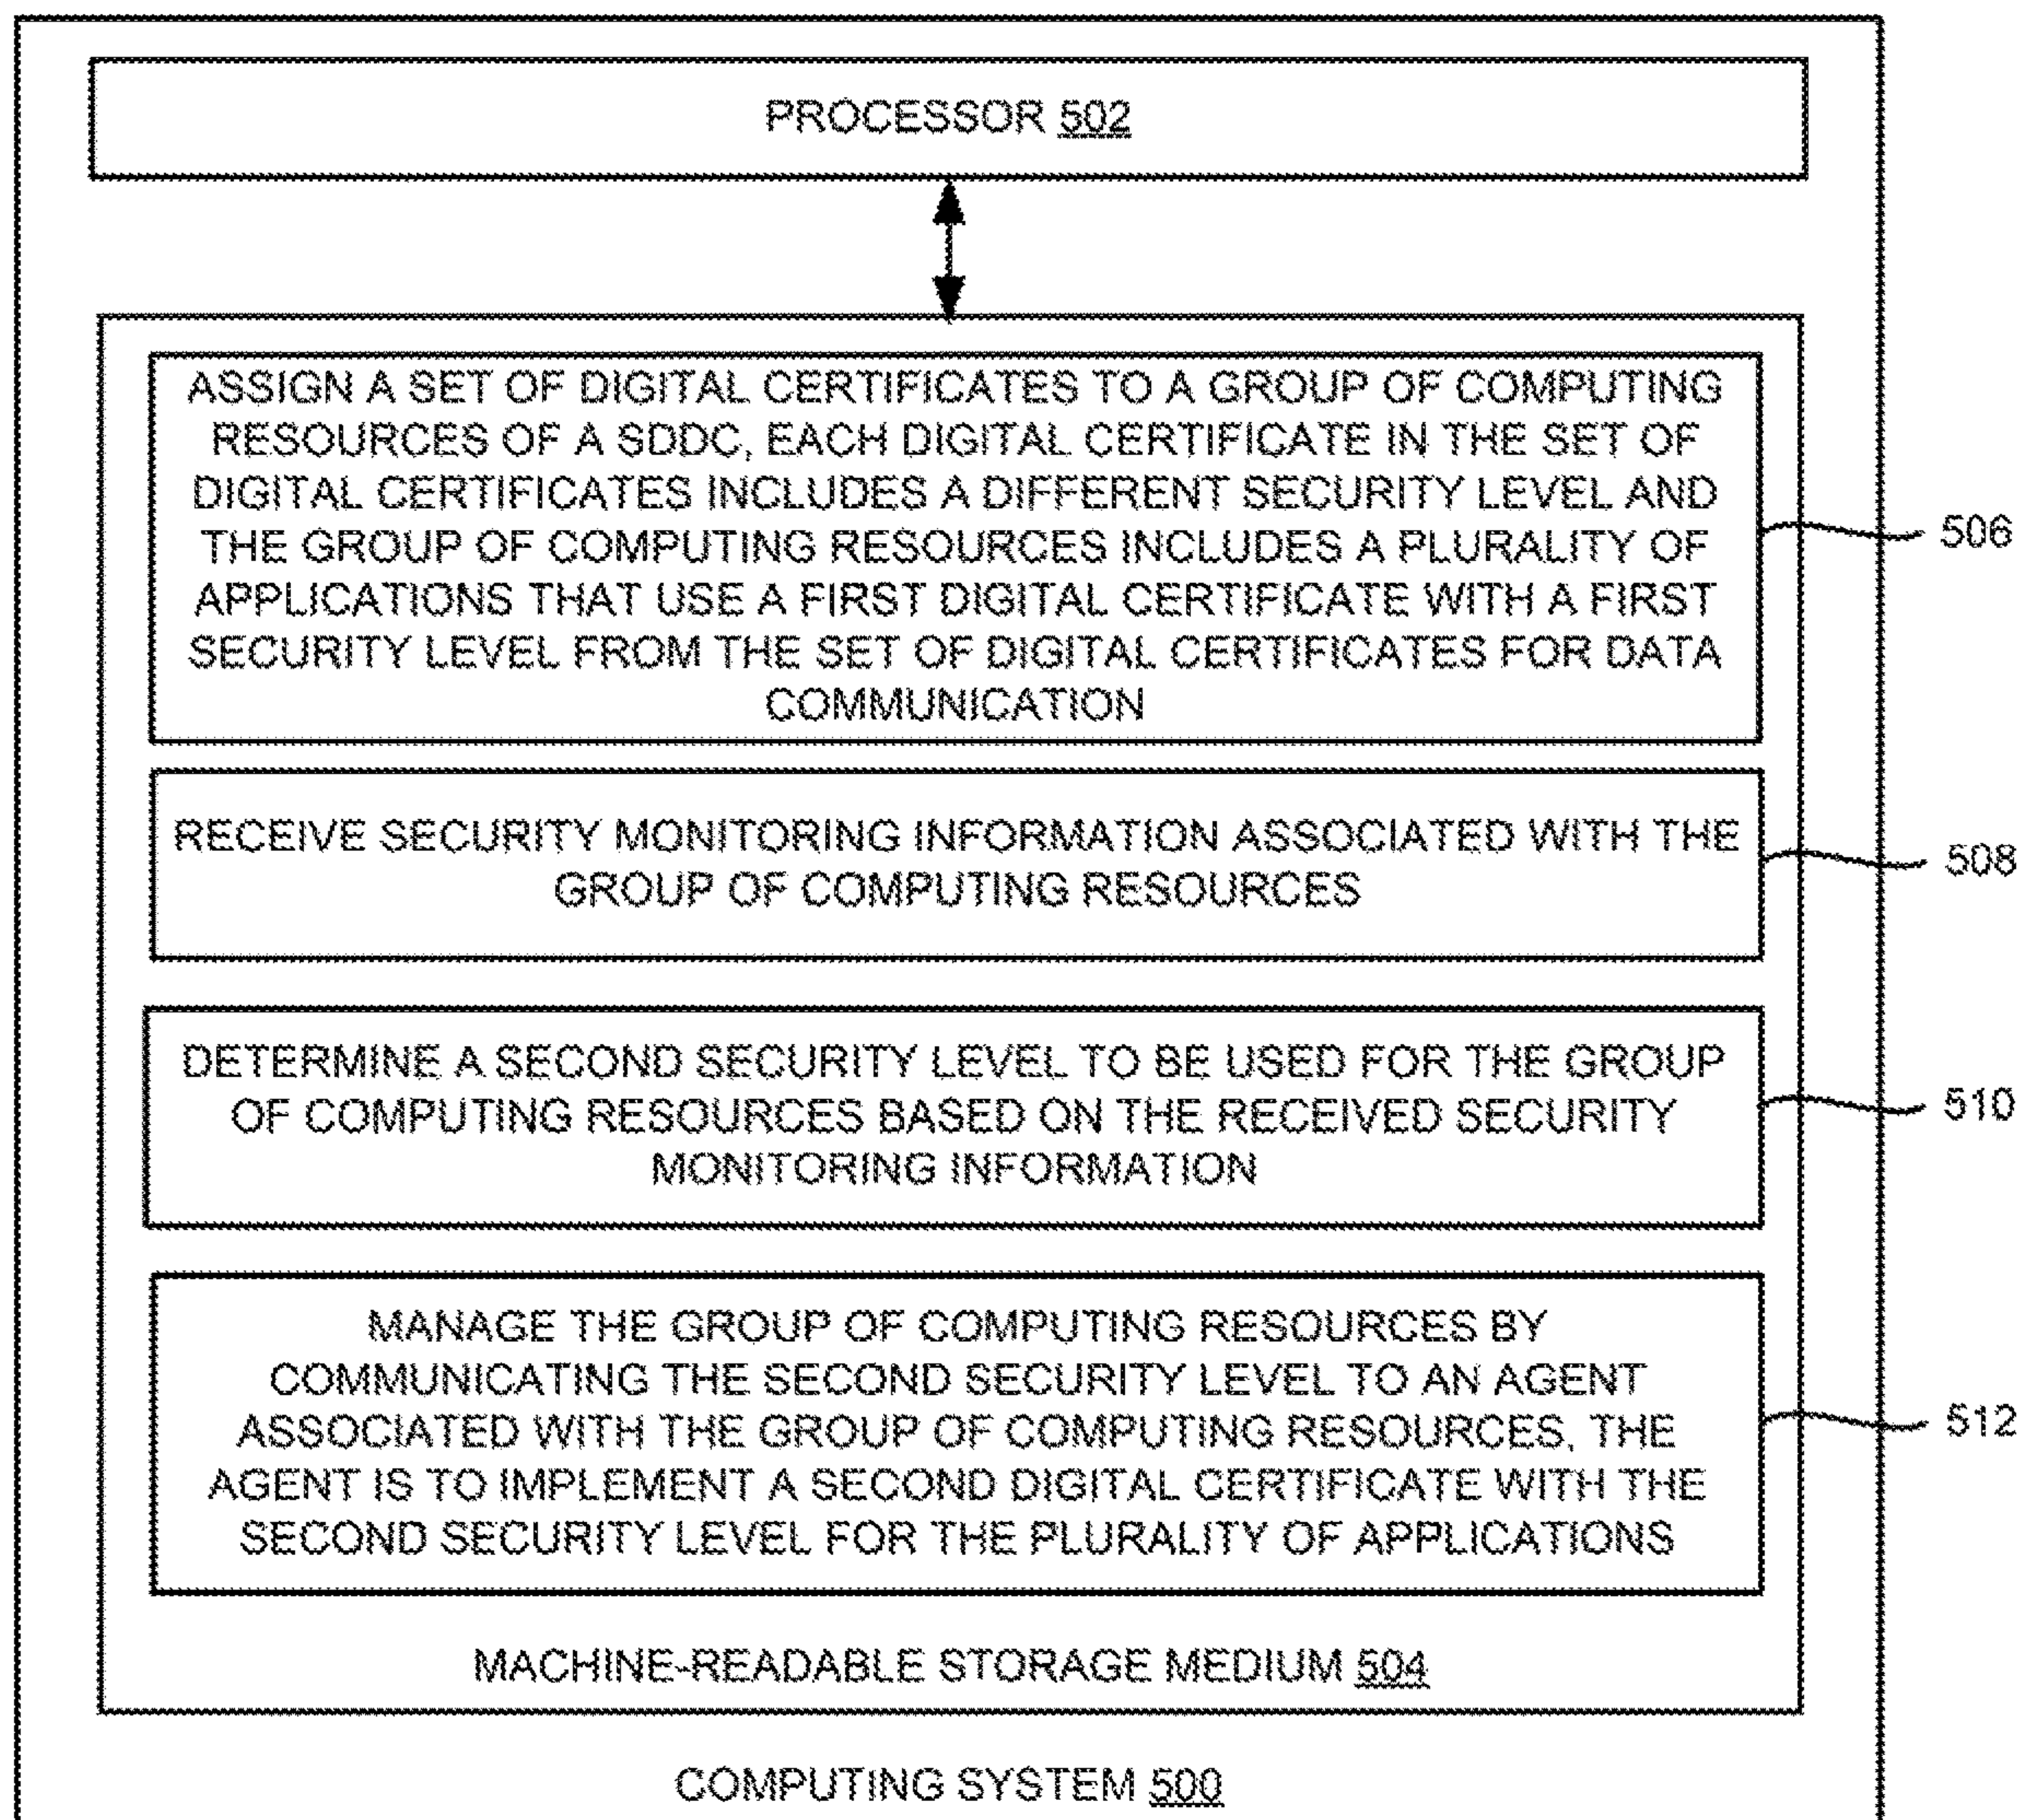 PROCESSOR 502
ASSIGN A SET OF DIGITAL CERTIFICATES TO A GROUP OF COMPUTING
RESOURCES OF A SDDC, EACH DIGITAL CERTIFICATE IN THE SET OF
DIGITAL CERTIFICATES INCLUDES A DIFFERENT SECURITY LEVEL AND
THE GROUP OF COMPUTING RESOURCES INCLUDES A PLURALITY OF
APPLICATIONS THAT USE A FIRST DIGITAL CERTIFICATE WITH A FIRST
SECURITY LEVEL FROM THE SET OF DIGITAL CERTIFICATES FOR DATA
COMMUNICATION
506
RECEIVE SECURITY MONITORING INFORMATION ASSOCIATED WITH THE
GROUP OF COMPUTING RESOURCES
508
DETERMINE A SECOND SECURITY LEVEL TO BE USED FOR THE GROUP
OF COMPUTING RESOURCES BASED ON THE RECEIVED SECURITY
MONITORING INFORMATION
510
MANAGE THE GROUP OF COMPUTING RESOURCES BY
COMMUNICATING THE SECOND SECURITY LEVEL TO AN AGENT
ASSOCIATED WITH THE GROUP OF COMPUTING RESOURCES, THE
AGENT IS TO IMPLEMENT A SECOND DIGITAL CERTIFICATE WITH THE
SECOND SECURITY LEVEL FOR THE PLURALITY OF APPLICATIONS
512
MACHINE-READABLE STORAGE MEDIUM 504
COMPUTING SYSTEM 500